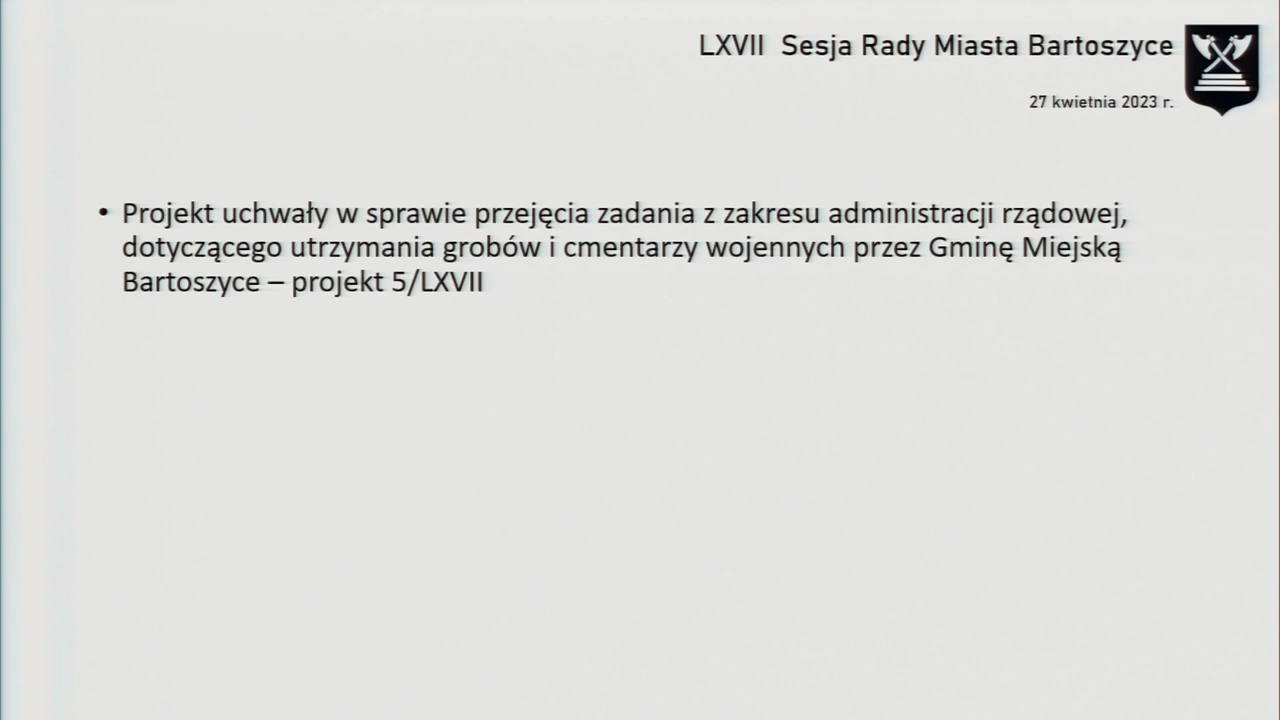 LXVII Sesja Rady Miasta Bartoszyce
27 kwietnia 2023 r.
• Projekt uchwały w sprawie przejęcia zadania z zakresu administracji rządowej,
dotyczącego utrzymania grobów i cmentarzy wojennych przez Gminę Miejską
Bartoszyce – projekt 5/LXVII